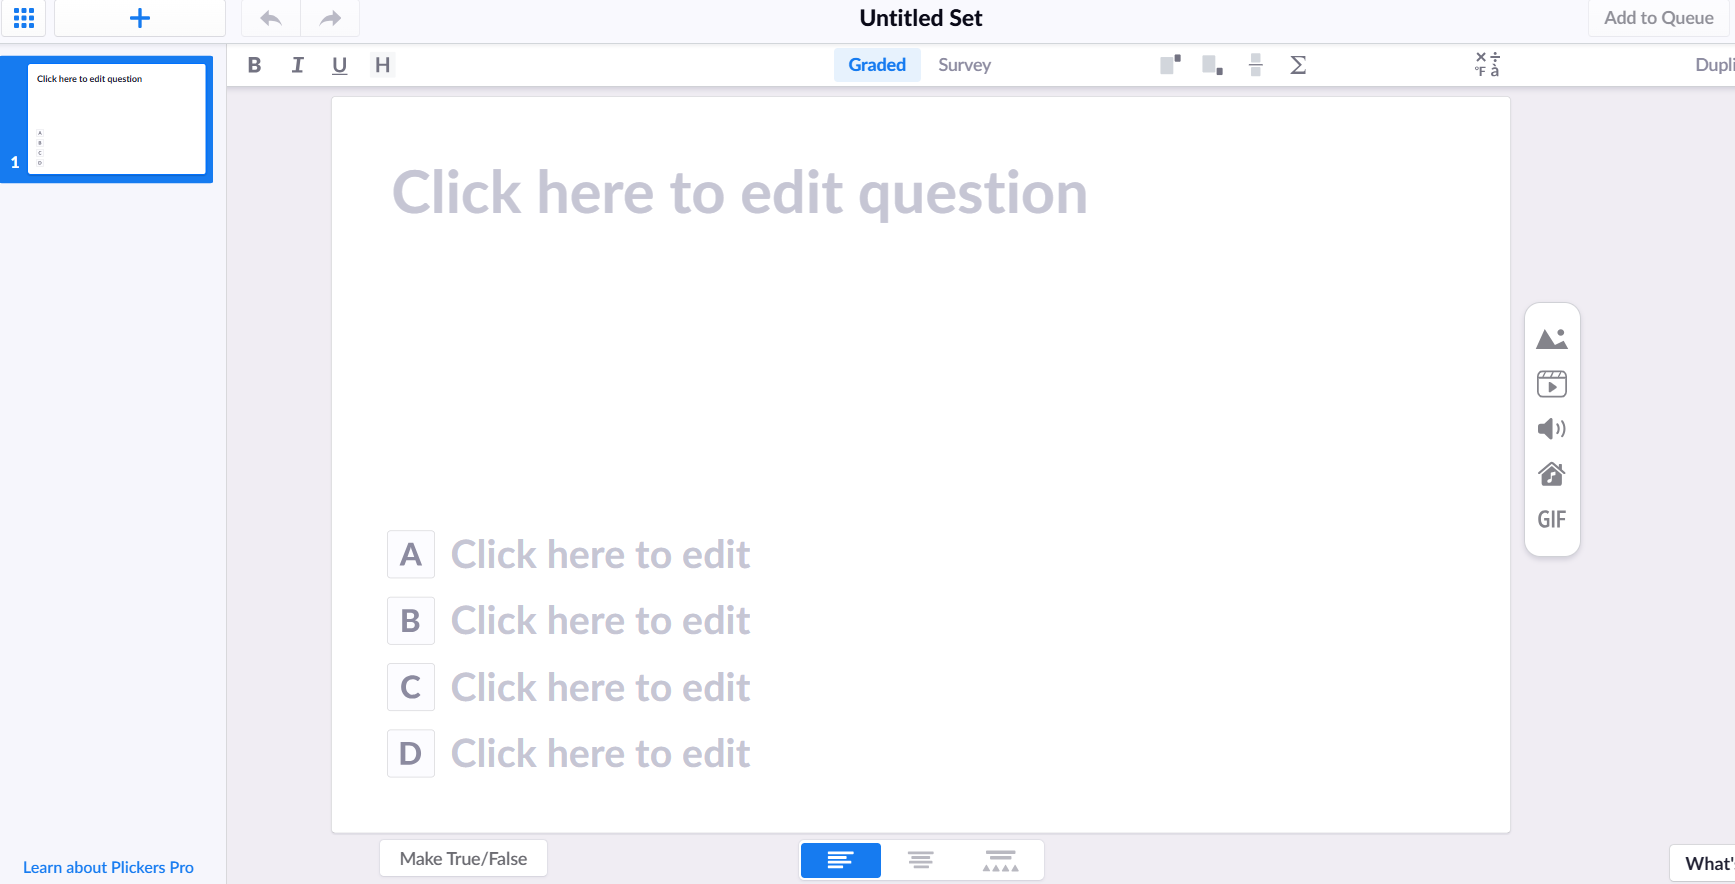 Untitled Set
Add to Queue
B I U H
Graded Survey
Σ
×÷
°F à
Dupli
Click here to edit question
A
B
C
D
1
Click here to edit question
A Click here to edit
B Click here to edit
C Click here to edit
D Click here to edit
GIF
Learn about Plickers Pro
Make True/False
What'